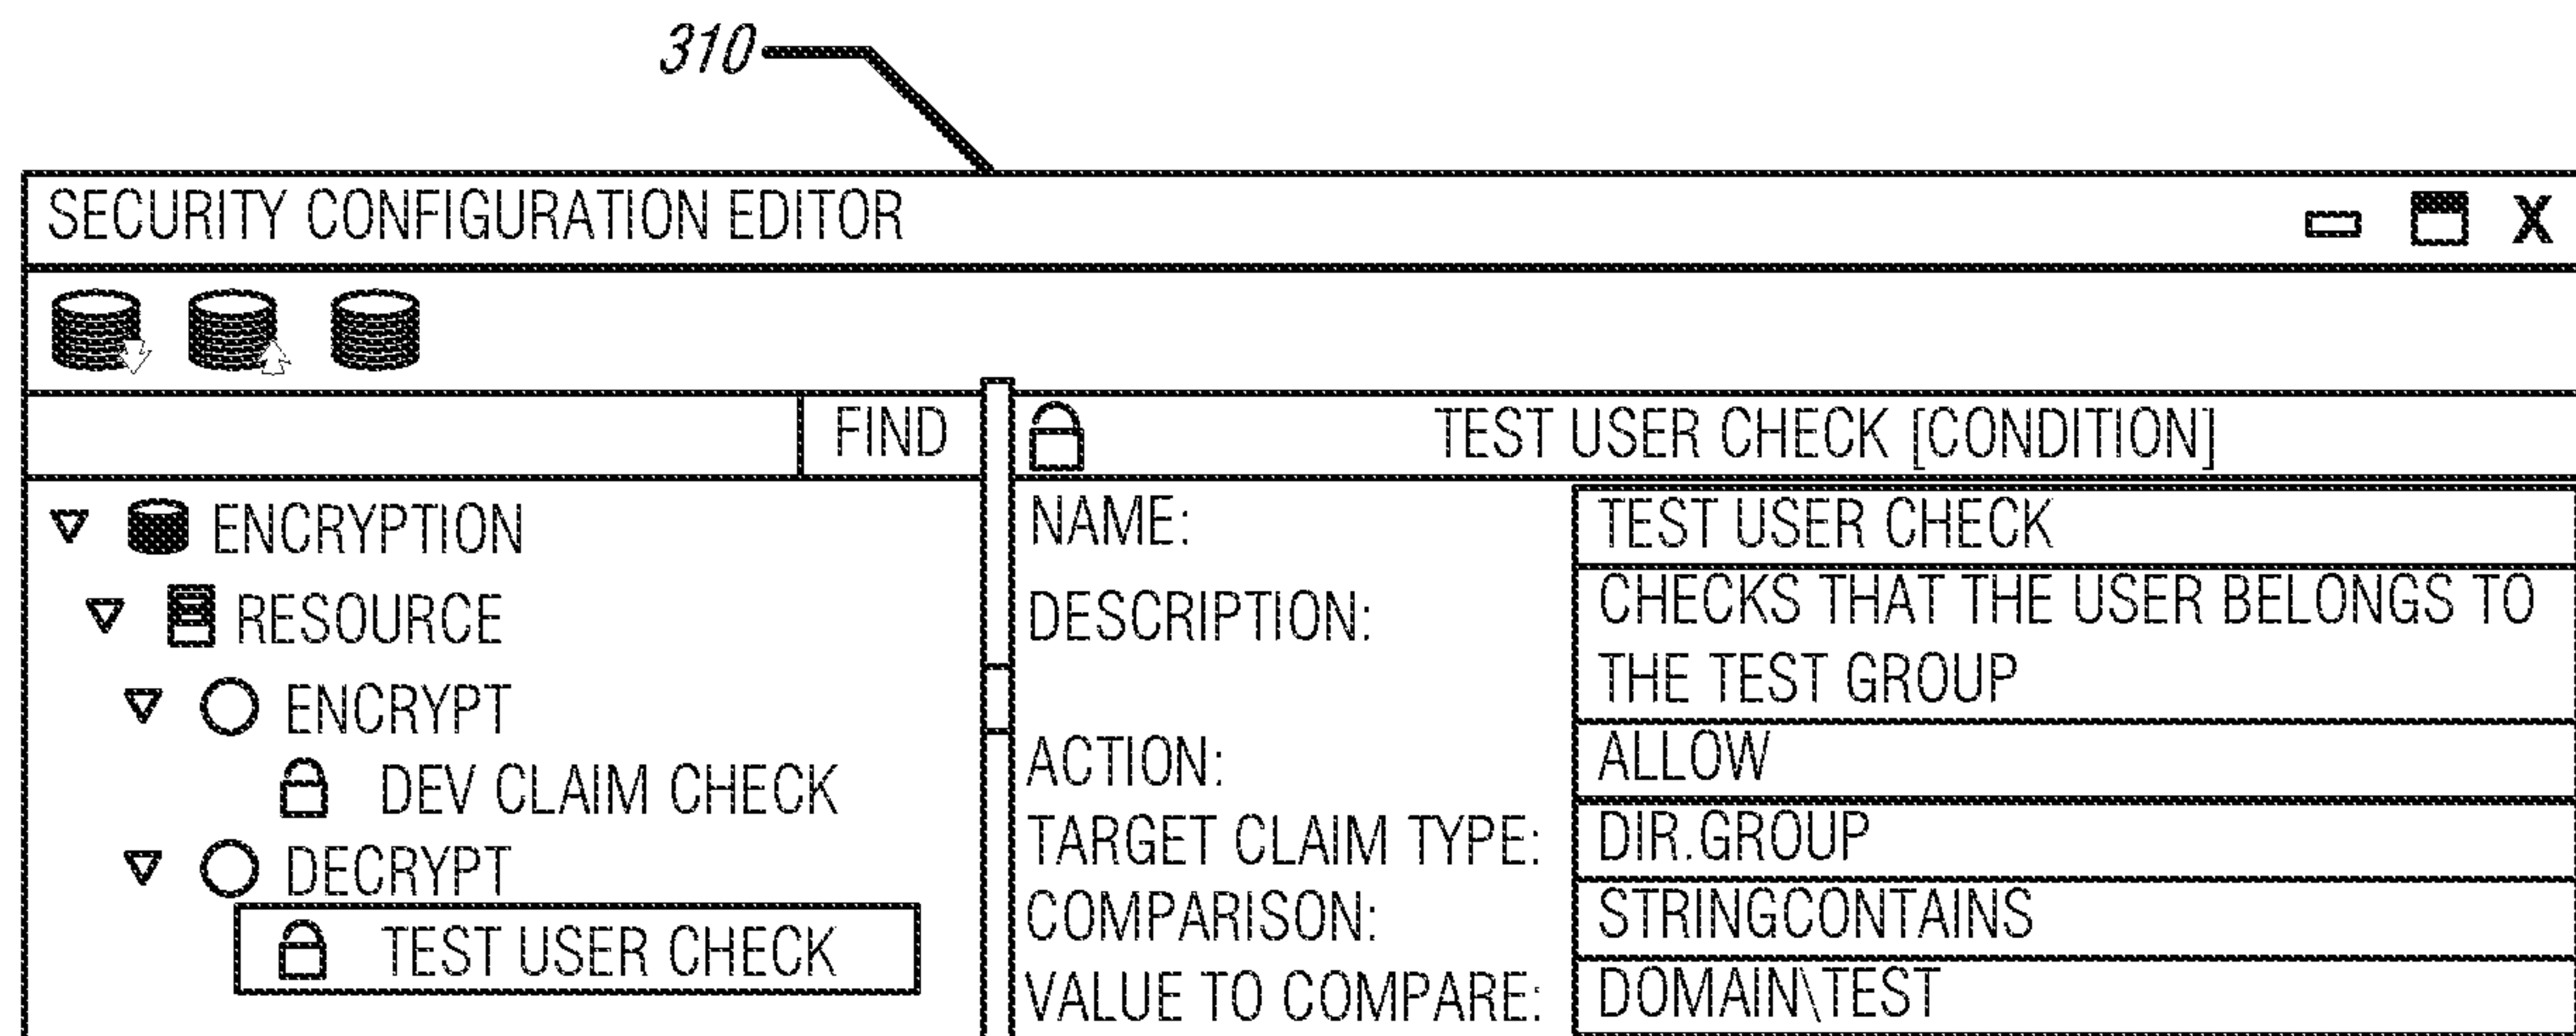 310
SECURITY CONFIGURATION EDITOR
X
FIND
TEST USER CHECK [CONDITION]
ENCRYPTION
RESOURCE
ENCRYPT
DEV CLAIM CHECK
DECRYPT
TEST USER CHECK
NAME: TEST USER CHECK
DESCRIPTION: CHECKS THAT THE USER BELONGS TO
THE TEST GROUP
ACTION: ALLOW
TARGET CLAIM TYPE: DIR.GROUP
COMPARISON: STRINGCONTAINS
VALUE TO COMPARE: DOMAIN\TEST